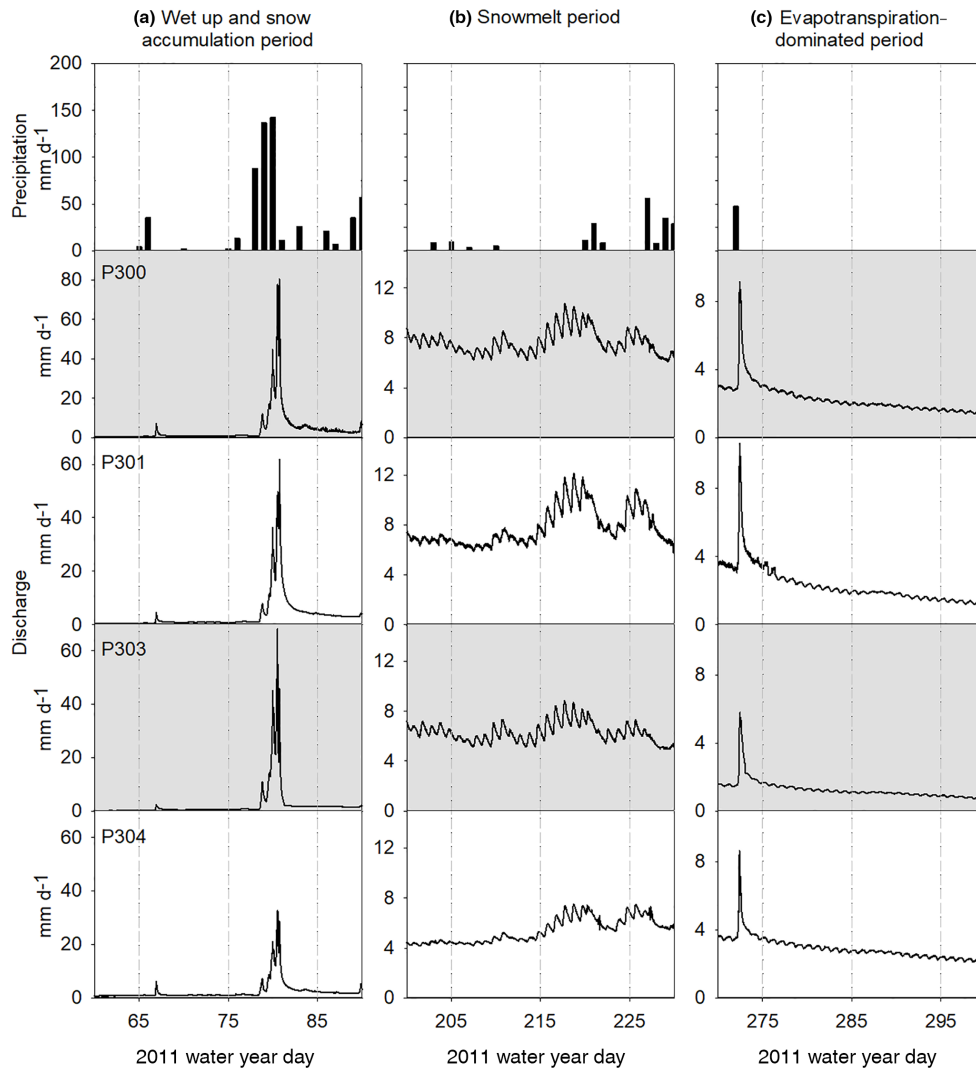 (a) Wet up and snow
accumulation period
(b) Snowmelt period
(c) Evapotranspiration–
dominated period
Precipitation
mm d-1
200
150
100
50
0
P300
mm d-1
80
60
40
20
0
12
8
4
8
4
0
P301
mm d-1
60
40
20
0
12
8
4
8
4
0
Discharge
P303
mm d-1
60
40
20
0
12
8
4
0
8
4
0
P304
mm d-1
60
40
20
0
12
8
4
0
8
4
0
65 75 85
205 215 225
275 285 295
2011 water year day
2011 water year day
2011 water year day